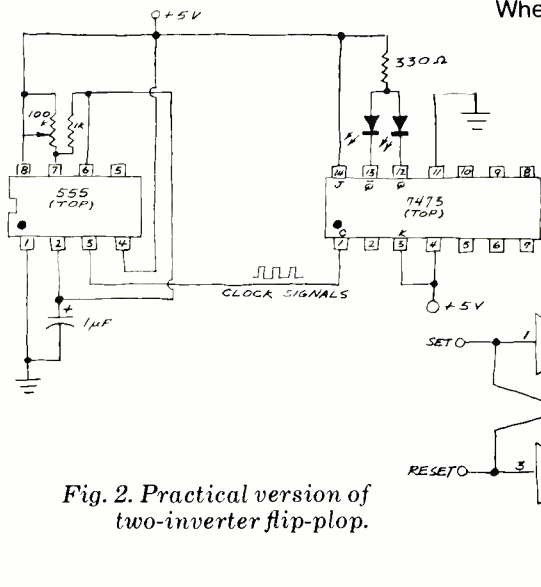 Whe
+5V
330Ω
100
k
1k
8 7 6 5
555
(TOP)
1 2 3 4
14 13 12 11 10 9 8
J Q̅ Q
7473
(TOP)
C K
1 2 3 4 5 6 7
+
1μF
CLOCK SIGNALS
+5V
SET 1
RESET 3
Fig. 2. Practical version of
two-inverter flip-plop.